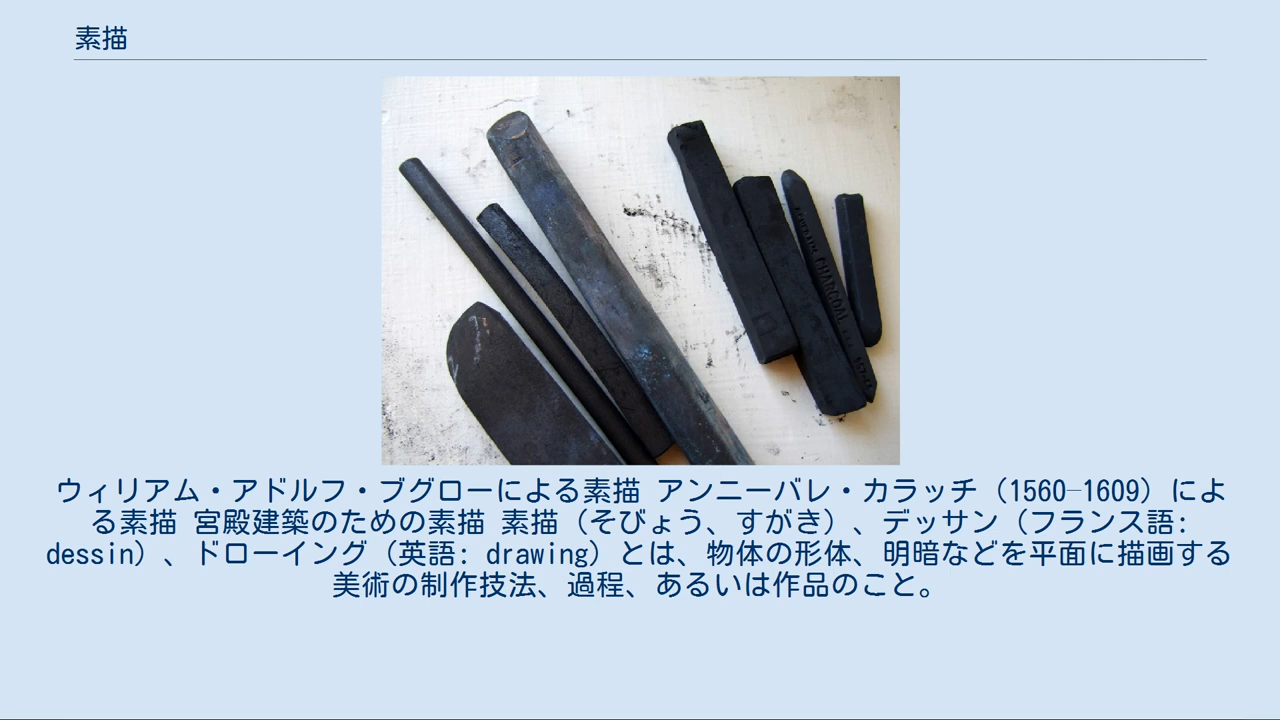 素描
CHARCOAL
ウィリアム・アドルフ・ブグローによる素描 アンニーバレ・カラッチ（1560–1609）によ
る素描 宮殿建築のための素描 素描（そびょう、すがき）、デッサン（フランス語:
dessin）、ドローイング（英語: drawing）とは、物体の形体、明暗などを平面に描画する
美術の制作技法、過程、あるいは作品のこと。